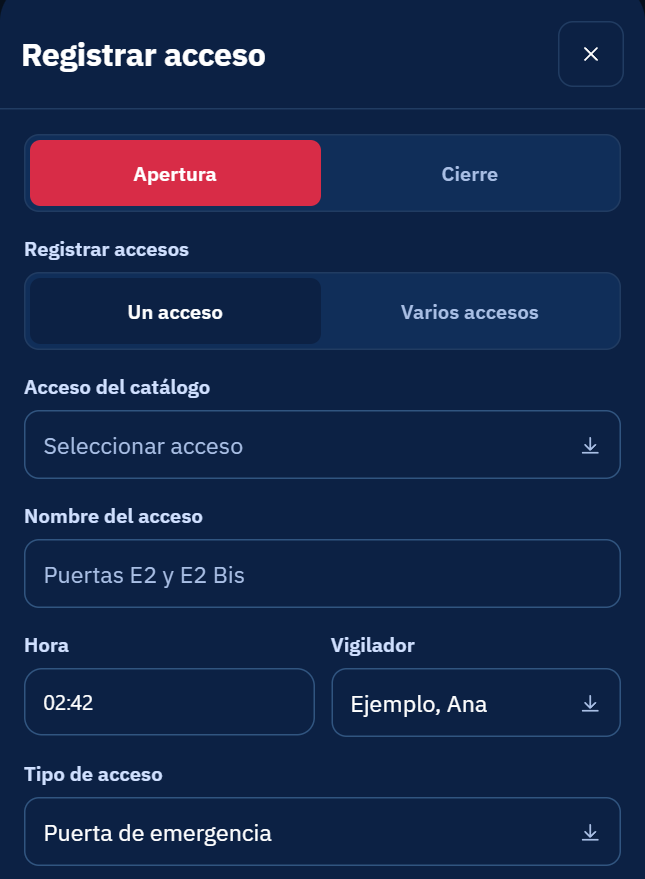 Registrar acceso
Apertura
Cierre
Registrar accesos
Un acceso
Varios accesos
Acceso del catálogo
Seleccionar acceso
Nombre del acceso
Puertas E2 y E2 Bis
Hora
Vigilador
02:42
Ejemplo, Ana
Tipo de acceso
Puerta de emergencia